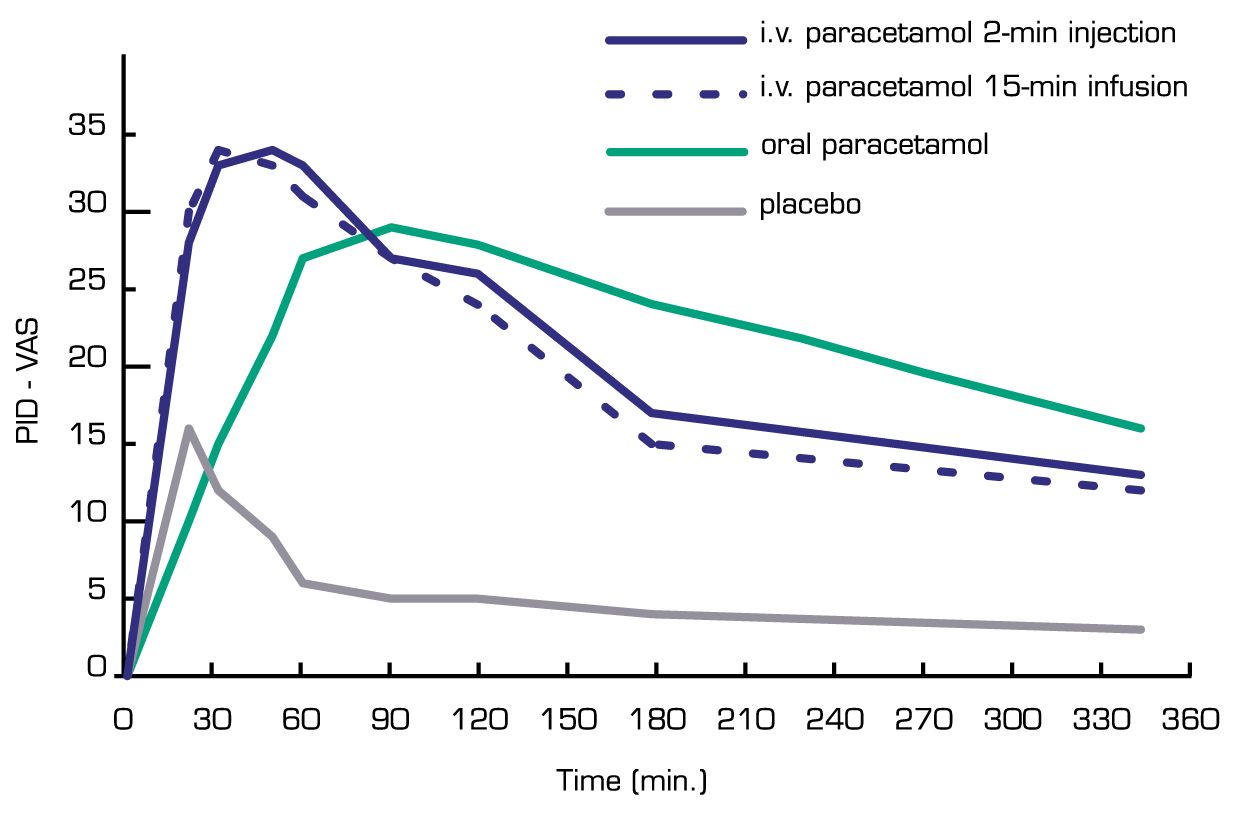 i.v. paracetamol 2-min injection
i.v. paracetamol 15-min infusion
oral paracetamol
placebo
PID - VAS
35
30
25
20
15
10
5
0
0 30 60 90 120 150 180 210 240 270 300 330 360
Time (min.)